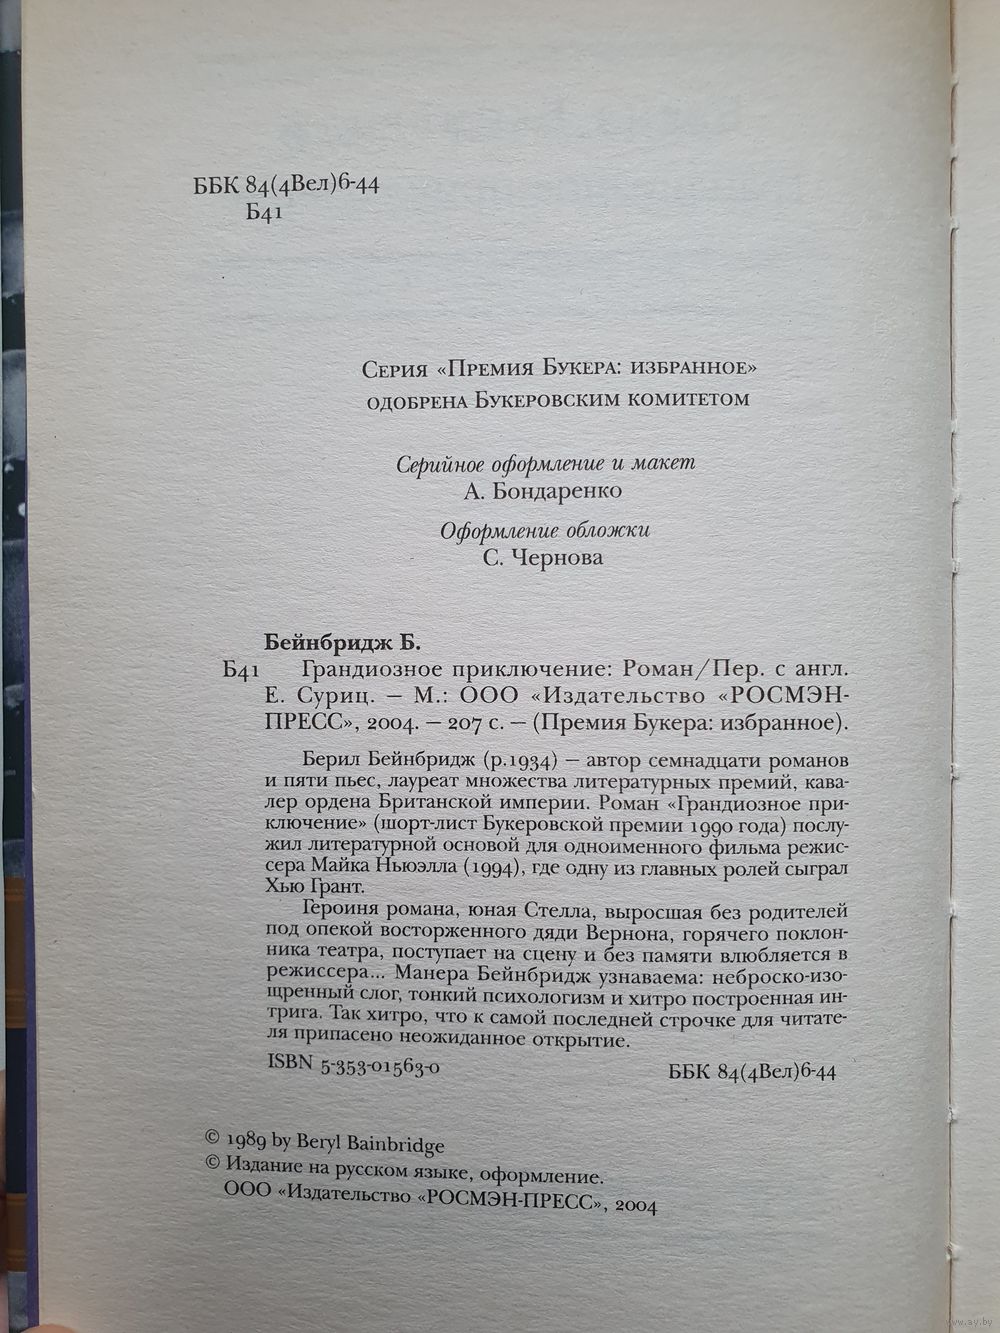 ББК 84(4Вел)6-44
Б41
Серия «Премия Букера: избранное»
одобрена Букеровским комитетом
Серийное оформление и макет
А. Бондаренко
Оформление обложки
С. Чернова
Бейнбридж Б.
Б41 Грандиозное приключение: Роман/Пер. с англ.
Е. Суриц. — М.: ООО «Издательство «РОСМЭН-
ПРЕСС», 2004. — 207 с. — (Премия Букера: избранное).
Берил Бейнбридж (р.1934) — автор семнадцати романов
и пяти пьес, лауреат множества литературных премий, кава-
лер ордена Британской империи. Роман «Грандиозное при-
ключение» (шорт-лист Букеровской премии 1990 года) послу-
жил литературной основой для одноименного фильма режис-
сера Майка Ньюэлла (1994), где одну из главных ролей сыграл
Хью Грант.
Героиня романа, юная Стелла, выросшая без родителей
под опекой восторженного дяди Вернона, горячего поклон-
ника театра, поступает на сцену и без памяти влюбляется в
режиссера... Манера Бейнбридж узнаваема: неброско-изо-
щренный слог, тонкий психологизм и хитро построенная ин-
трига. Так хитро, что к самой последней строчке для читате-
ля припасено неожиданное открытие.
ISBN 5-353-01563-0 ББК 84(4Вел)6-44
© 1989 by Beryl Bainbridge
© Издание на русском языке, оформление.
ООО «Издательство «РОСМЭН-ПРЕСС», 2004
www.ay.by